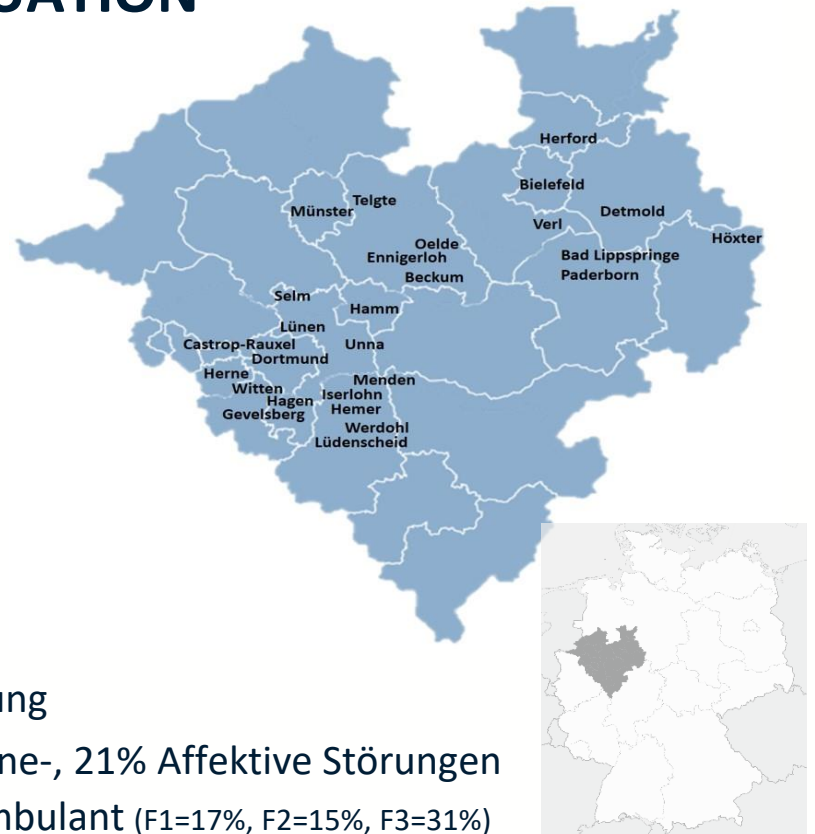 Herford
Bielefeld
Telgte
Münster
Detmold
Verl
Höxter
Oelde
Ennigerloh
Bad Lippspringe
Beckum
Paderborn
Selm
Hamm
Lünen
Castrop-Rauxel
Unna
Dortmund
Herne
Menden
Witten
Iserlohn
Hagen
Hemer
Gevelsberg
Werdohl
Lüdenscheid
ung
ne-, 21% Affektive Störungen
mbulant (F1=17%, F2=15%, F3=31%)